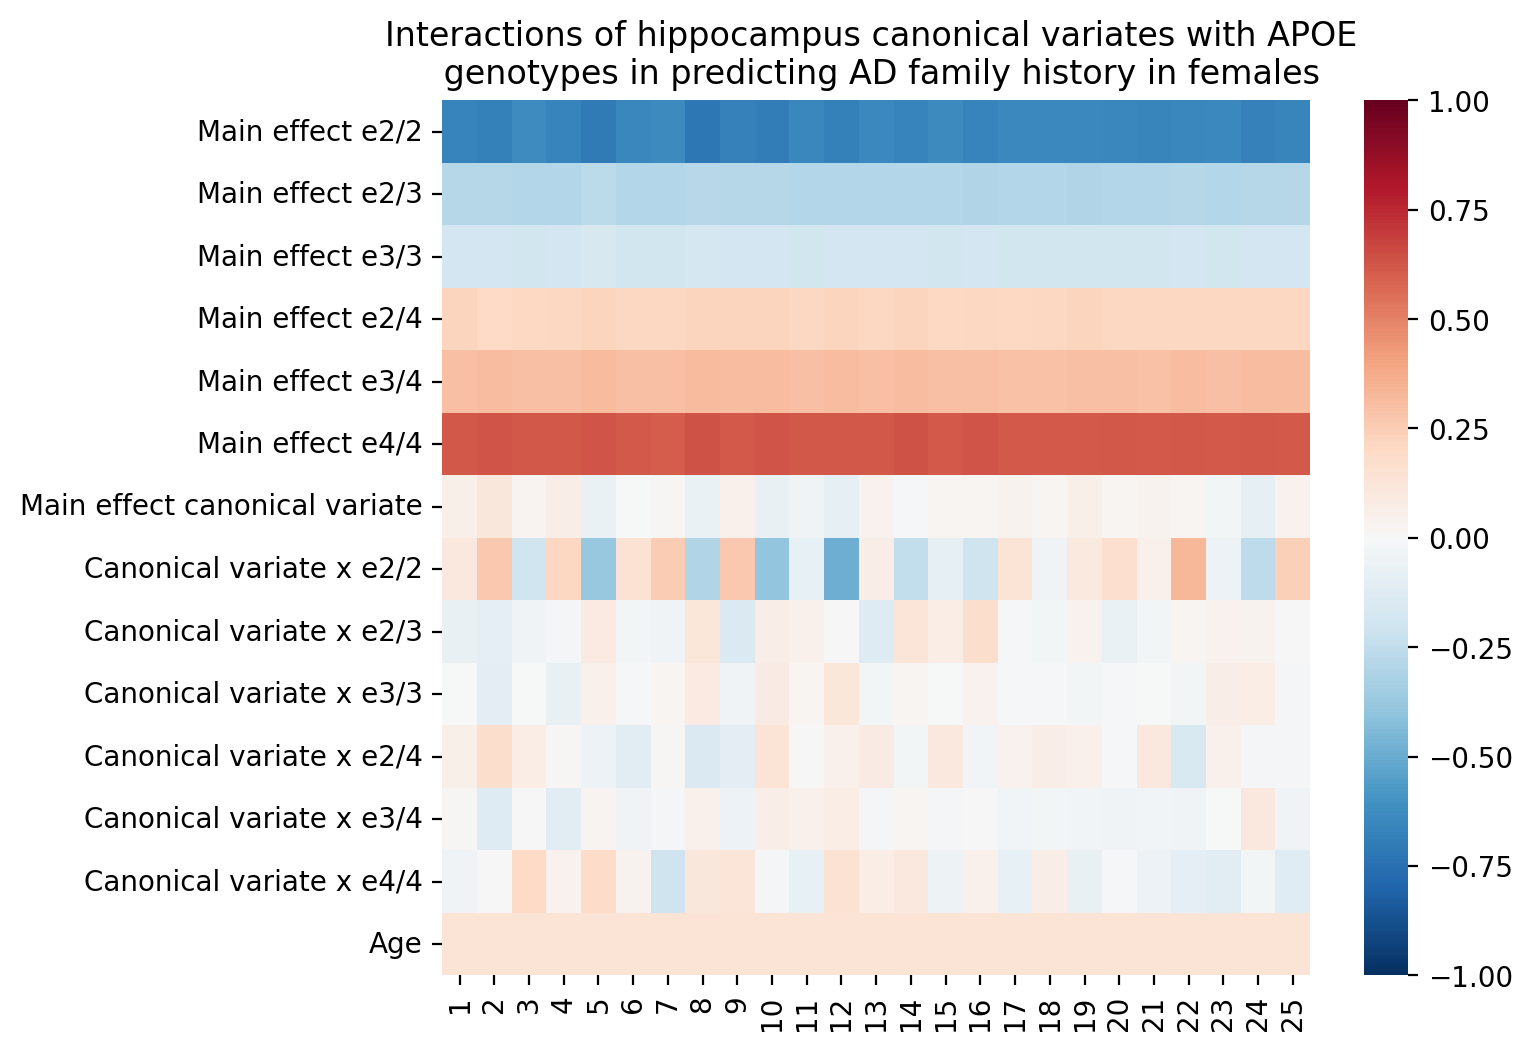 Interactions of hippocampus canonical variates with APOE
genotypes in predicting AD family history in females
Main effect e2/2
Main effect e2/3
Main effect e3/3
Main effect e2/4
Main effect e3/4
Main effect e4/4
Main effect canonical variate
Canonical variate x e2/2
Canonical variate x e2/3
Canonical variate x e3/3
Canonical variate x e2/4
Canonical variate x e3/4
Canonical variate x e4/4
Age
1 2 3 4 5 6 7 8 9 10 11 12 13 14 15 16 17 18 19 20 21 22 23 24 25
1.00
0.75
0.50
0.25
0.00
−0.25
−0.50
−0.75
−1.00